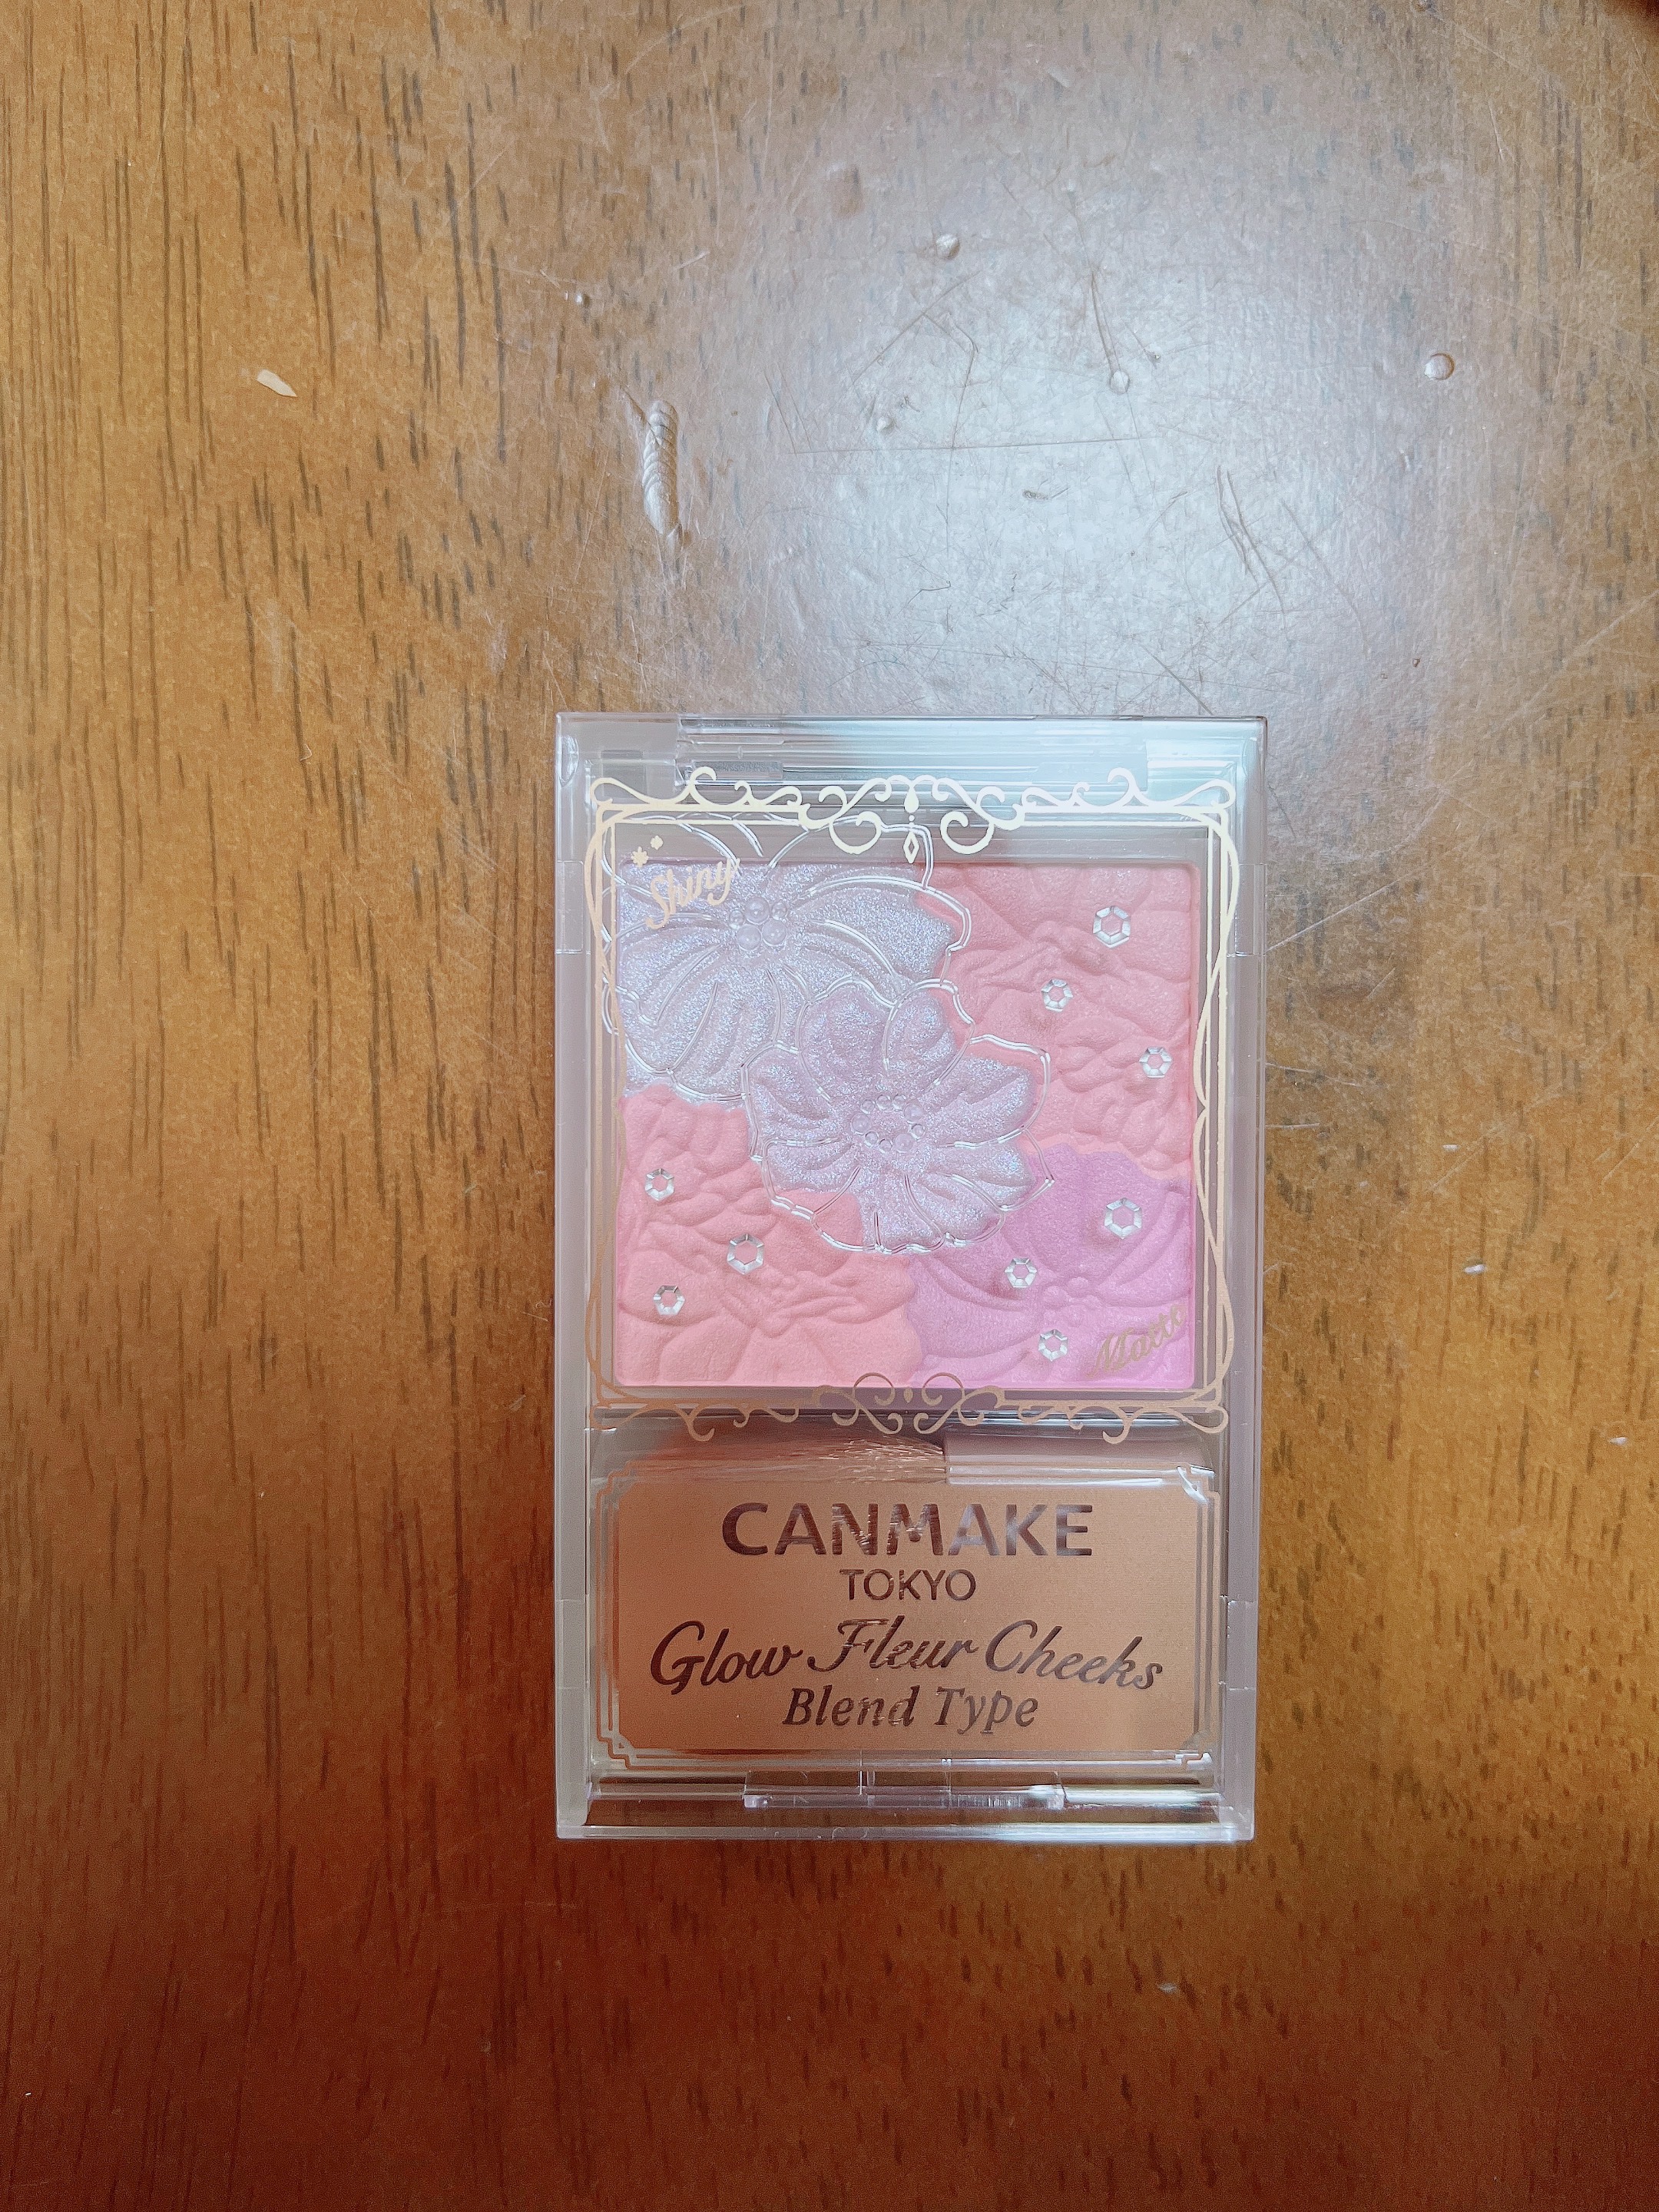 Shiny
Matte
CANMAKE
TOKYO
Glow Fleur Cheeks
Blend Type